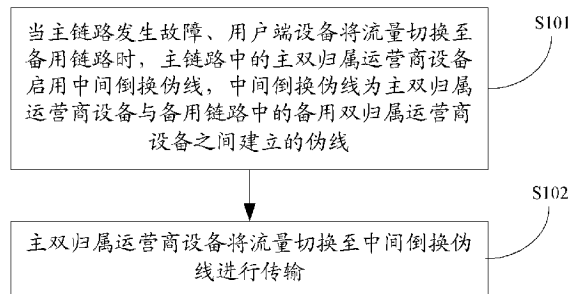 当主链路发生故障、用户端设备将流量切换至
备用链路时，主链路中的主双归属运营商设备
启用中间倒换伪线，中间倒换伪线为主双归属
运营商设备与备用链路中的备用双归属运营商
设备之间建立的伪线
S101
主双归属运营商设备将流量切换至中间倒换伪
线进行传输
S102